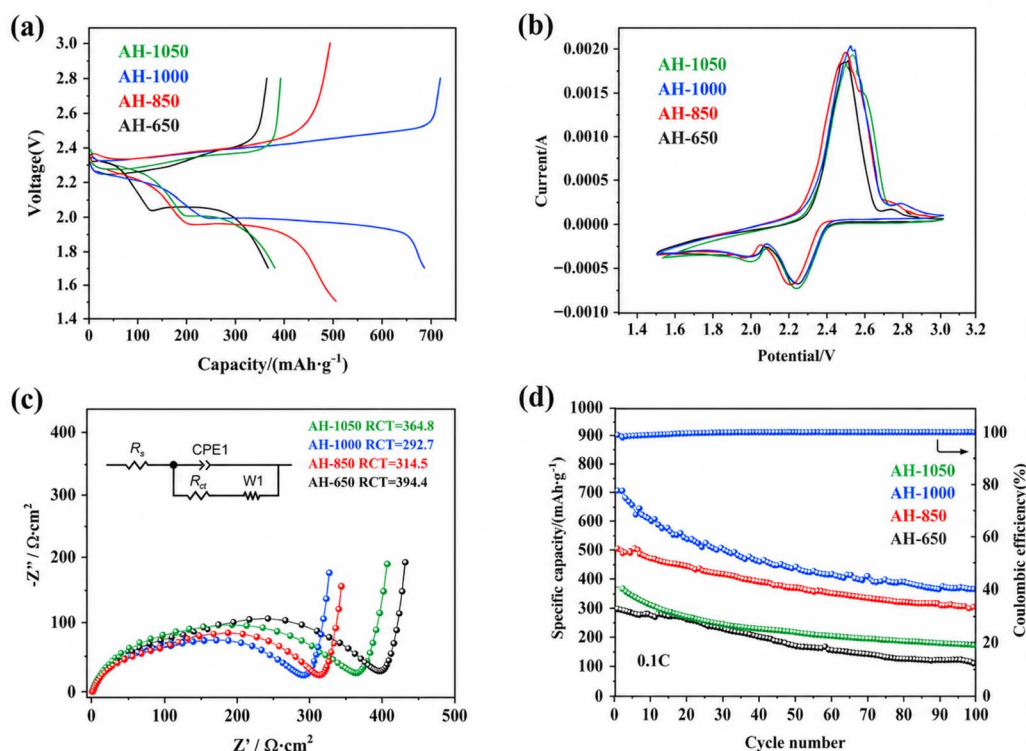 (a)
AH-1050
AH-1000
AH-850
AH-650
Voltage(V)
3.0
2.8
2.6
2.4
2.2
2.0
1.8
1.6
1.4
0 100 200 300 400 500 600 700
Capacity/(mAh·g⁻¹)
(b)
AH-1050
AH-1000
AH-850
AH-650
Current/A
0.0020
0.0015
0.0010
0.0005
0.0000
−0.0005
−0.0010
1.4 1.6 1.8 2.0 2.2 2.4 2.6 2.8 3.0 3.2
Potential/V
(c)
AH-1050 RCT=364.8
AH-1000 RCT=292.7
AH-850 RCT=314.5
AH-650 RCT=394.4
Rs
CPE1
Rct
W1
-Z'' / Ω·cm²
400
350
300
200
100
0
0 100 200 300 400 500
Z' / Ω·cm²
(d)
AH-1050
AH-1000
AH-850
AH-650
0.1C
Specific capacity/(mAh·g⁻¹)
1000
900
900
800
700
600
500
400
300
200
100
0
0 10 20 30 40 50 60 70 80 90 100
Cycle number
100
80
60
40
20
0
Coulombic efficiency(%)